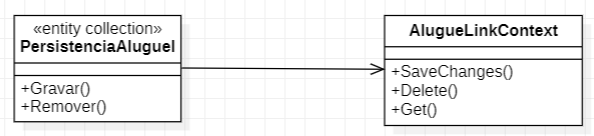 «entity collection»
PersistenciaAluguel
+Gravar()
+Remover()
AlugueLinkContext
+SaveChanges()
+Delete()
+Get()